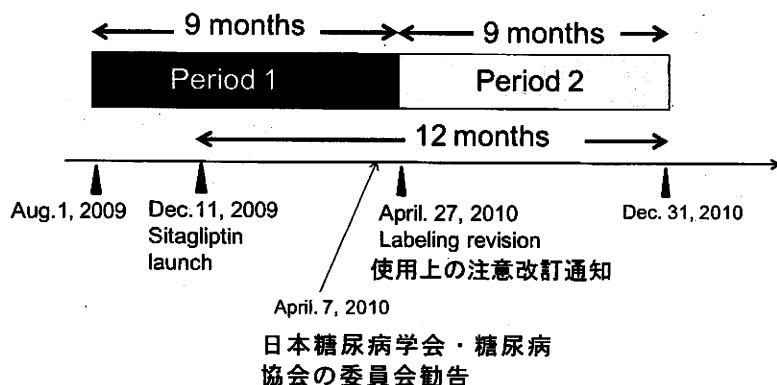 9 months
9 months
Period 1
Period 2
12 months
Aug.1, 2009
Dec.11, 2009
Sitagliptin
launch
April. 27, 2010
Labeling revision
使用上の注意改訂通知
Dec. 31, 2010
April. 7, 2010
日本糖尿病学会・糖尿病
協会の委員会勧告